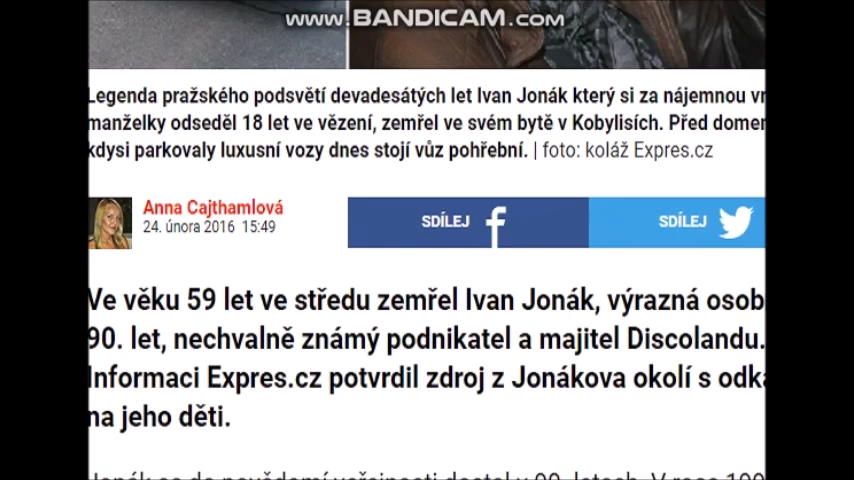 www.BANDICAM.com
Legenda pražského podsvětí devadesátých let Ivan Jonák který si za nájemnou
manželky odseděl 18 let ve vězení, zemřel ve svém bytě v Kobylisích. Před
kdysi parkovaly luxusní vozy dnes stojí vůz pohřební. | foto: koláž Expres.cz
Anna Cajthamlová
24. února 2016 15:49
SDÍLEJ
SDÍLEJ
Ve věku 59 let ve středu zemřel Ivan Jonák, výrazná
90. let, nechvalně známý podnikatel a majitel Discolandu.
Informaci Expres.cz potvrdil zdroj z Jonákova okolí s
na jeho děti.